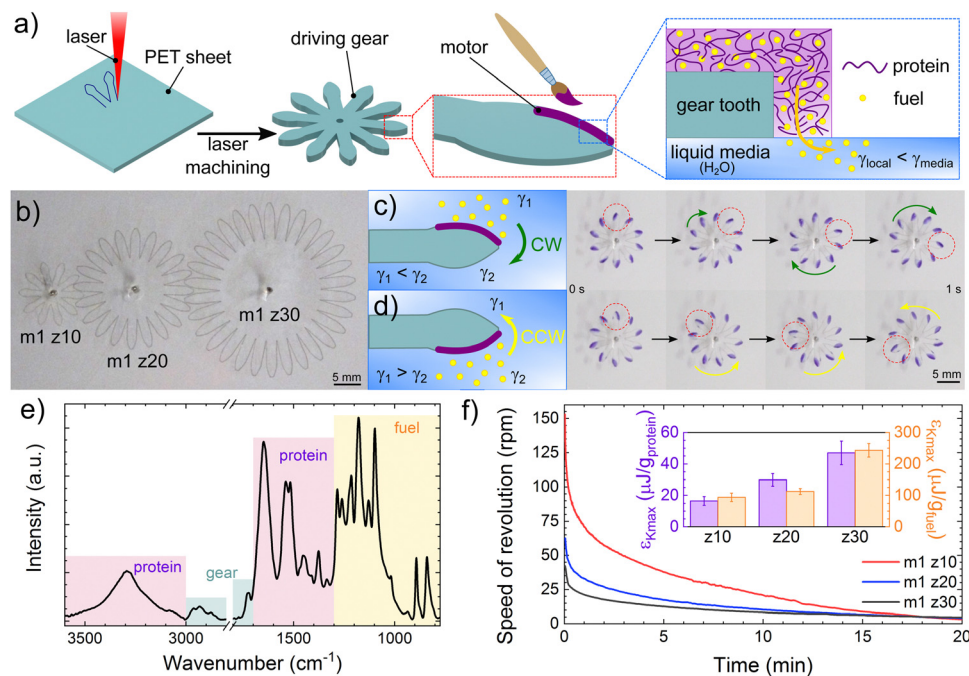 a)
laser
PET sheet
laser
machining
driving gear
motor
gear tooth
protein
fuel
liquid media
(H₂O)
γlocal < γmedia
b)
m1 z10
m1 z20
m1 z30
5 mm
c)
γ₁
CW
γ₁ < γ₂
γ₂
d)
γ₁
CCW
γ₁ > γ₂
γ₂
0 s
1 s
5 mm
5 mm
e)
Intensity (a.u.)
protein
gear
protein
fuel
3500
3000
1500
1000
Wavenumber (cm⁻¹)
f)
Speed of revolution (rpm)
150
125
100
75
50
25
0
0
5
10
15
20
Time (min)
εKmax (μJ/gprotein)
60
40
20
0
z10
z20
z30
300
200
100
0
εKmax (μJ/gfuel)
m1 z10
m1 z20
m1 z30